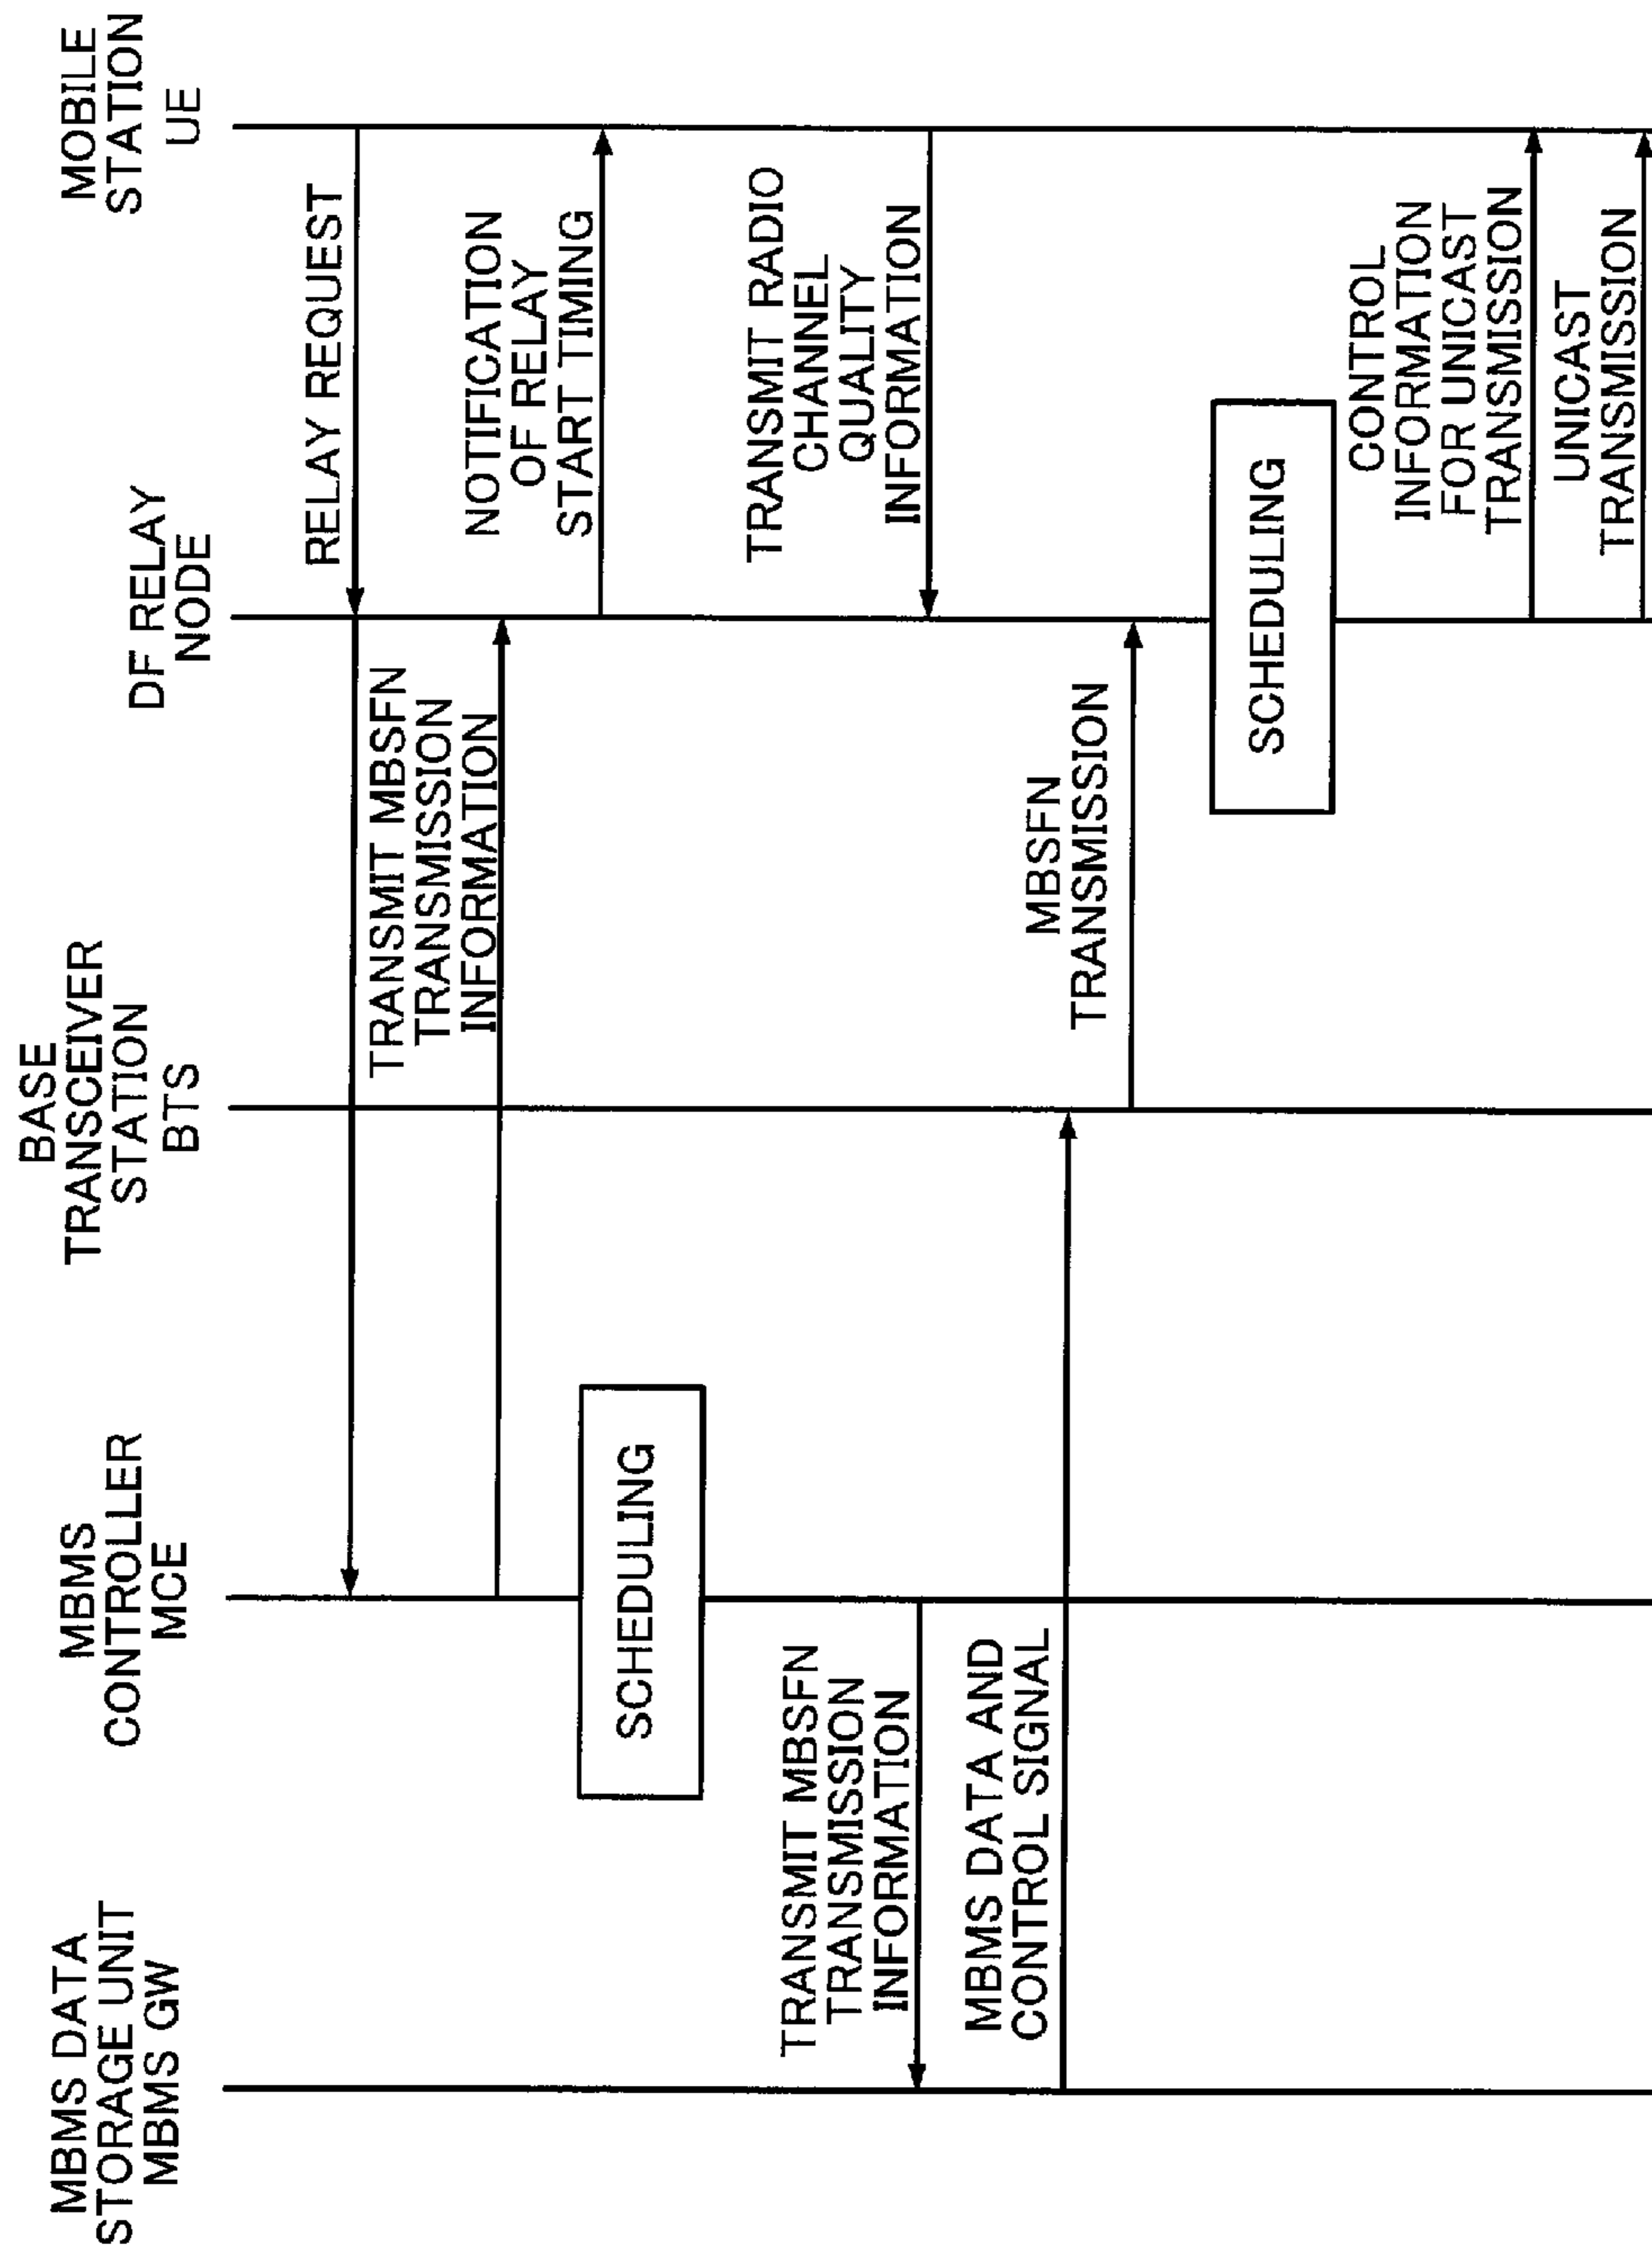 MBMS DATA
STORAGE UNIT
MBMS GW
MBMS
CONTROLLER
MCE
BASE
TRANSCEIVER
STATION
BTS
DF RELAY
NODE
MOBILE
STATION
UE
RELAY REQUEST
TRANSMIT MBSFN
TRANSMISSION
INFORMATION
NOTIFICATION
OF RELAY
START TIMING
SCHEDULING
TRANSMIT RADIO
CHANNEL
QUALITY
INFORMATION
TRANSMIT MBSFN
TRANSMISSION
INFORMATION
MBMS DATA AND
CONTROL SIGNAL
MBSFN
TRANSMISSION
SCHEDULING
CONTROL
INFORMATION
FOR UNICAST
TRANSMISSION
UNICAST
TRANSMISSION